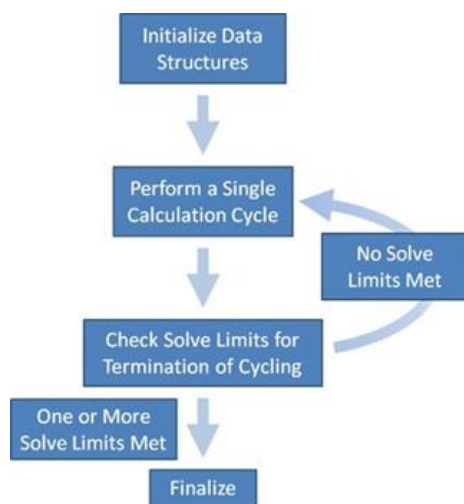 Initialize Data
Structures
Perform a Single
Calculation Cycle
No Solve
Limits Met
Check Solve Limits for
Termination of Cycling
One or More
Solve Limits Met
Finalize